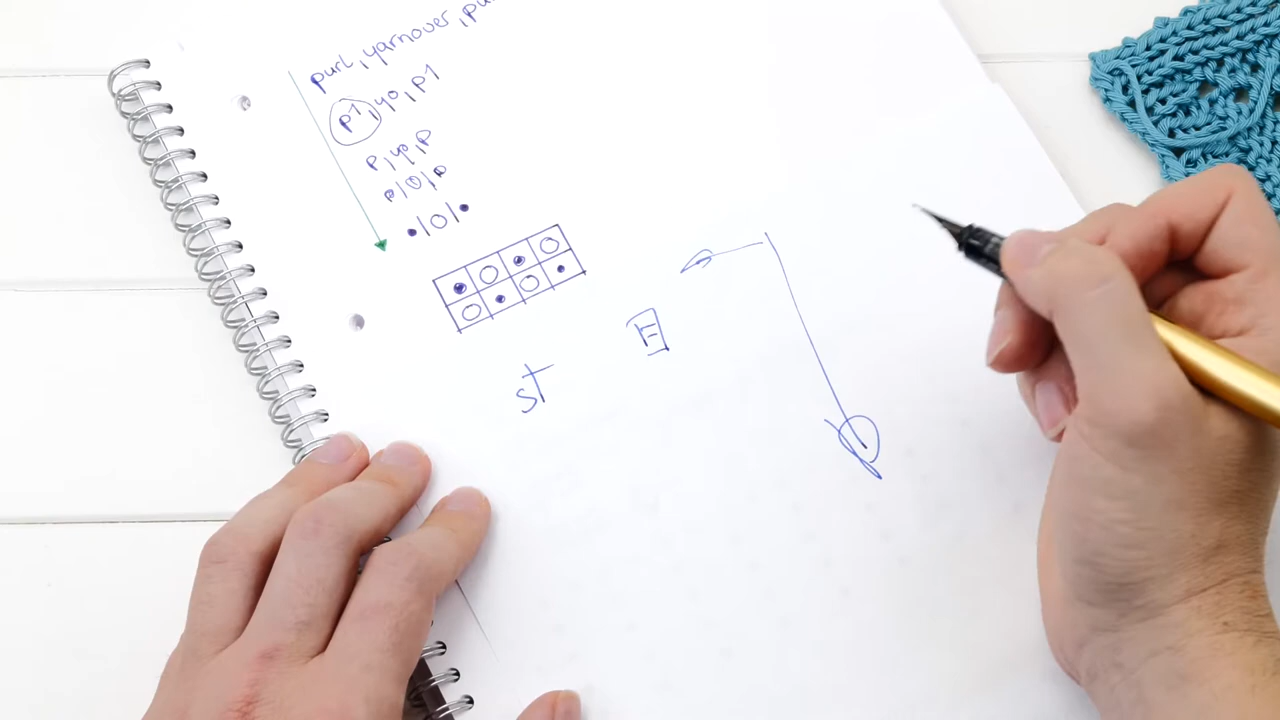 purl, yarnover, pu
p1, yo, p1
p, yo, p
p|O|p
•|O|•
st